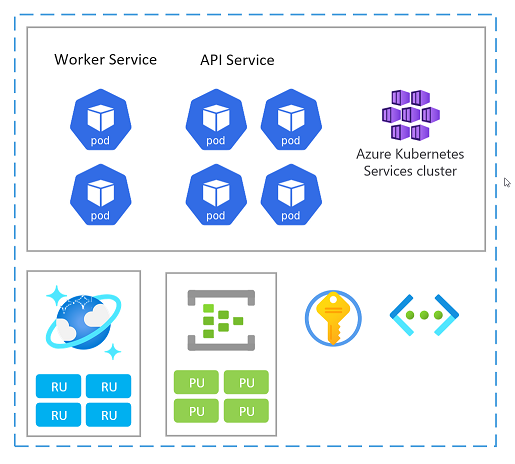 Worker Service
API Service
pod
pod
pod
pod
pod
pod
Azure Kubernetes
Services cluster
RU
RU
RU
RU
PU
PU
PU
PU